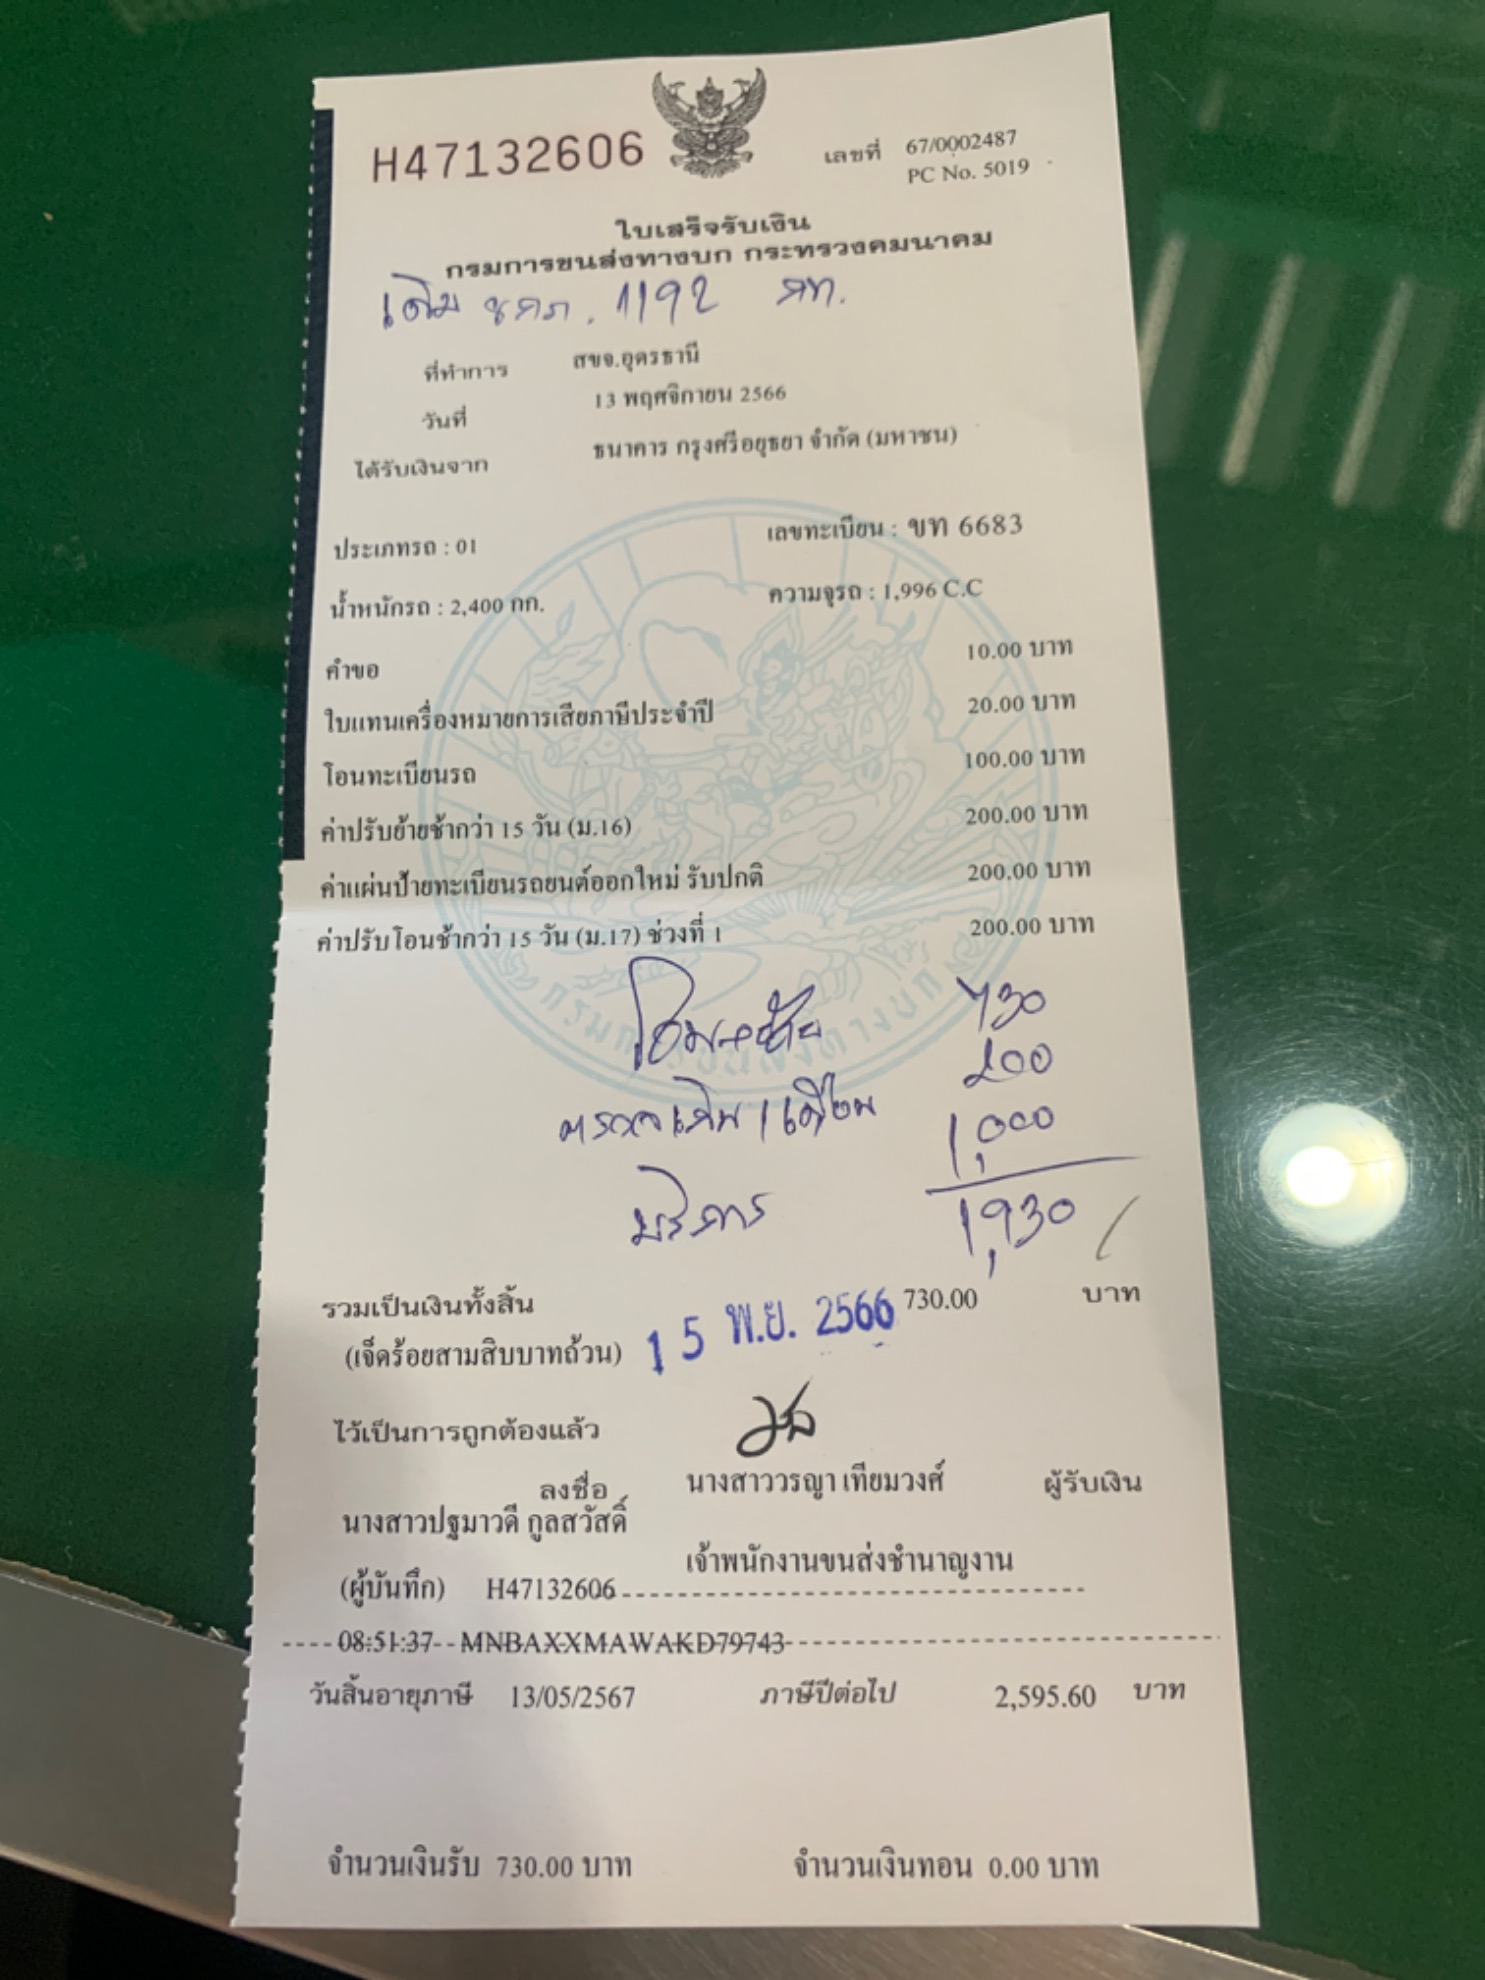 H47132606
เลขที่ 67/0002487
PC No. 5019
ใบเสร็จรับเงิน
กรมการขนส่งทางบก กระทรวงคมนาคม
เดิม ขคภ. 1192 กท.
ที่ทำการ สขจ.อุดรธานี
วันที่ 13 พฤศจิกายน 2566
ได้รับเงินจาก ธนาคาร กรุงศรีอยุธยา จำกัด (มหาชน)
ประเภทรถ : 01 เลขทะเบียน : ขท 6683
น้ำหนักรถ : 2,400 กก. ความจุรถ : 1,996 C.C
คำขอ 10.00 บาท
ใบแทนเครื่องหมายการเสียภาษีประจำปี 20.00 บาท
โอนทะเบียนรถ 100.00 บาท
ค่าปรับย้ายช้ากว่า 15 วัน (ม.16) 200.00 บาท
ค่าแผ่นป้ายทะเบียนรถยนต์ออกใหม่ รับปกติ 200.00 บาท
ค่าปรับโอนช้ากว่า 15 วัน (ม.17) ช่วงที่ 1 200.00 บาท
กรมการขนส่งทางบก
730
200
1,000
บริการ 1,930
รวมเป็นเงินทั้งสิ้น 730.00 บาท
(เจ็ดร้อยสามสิบบาทถ้วน) 15 พ.ย. 2566
ไว้เป็นการถูกต้องแล้ว
ลงชื่อ นางสาววรญา เทียมวงศ์ ผู้รับเงิน
นางสาวปฐมาวดี กูลสวัสดิ์
เจ้าพนักงานขนส่งชำนาญงาน
(ผู้บันทึก) H47132606
08:51:37 MNBAXXMAWAKD79743
วันสิ้นอายุภาษี 13/05/2567 ภาษีปีต่อไป 2,595.60 บาท
จำนวนเงินรับ 730.00 บาท จำนวนเงินทอน 0.00 บาท